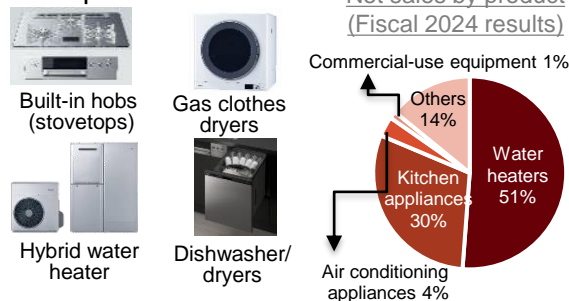 Net sales by product
(Fiscal 2024 results)
Built-in hobs
(stovetops)
Gas clothes
dryers
Hybrid water
heater
Dishwasher/
dryers
Commercial-use equipment 1%
Others
14%
Water
heaters
51%
Kitchen
appliances
30%
Air conditioning
appliances 4%